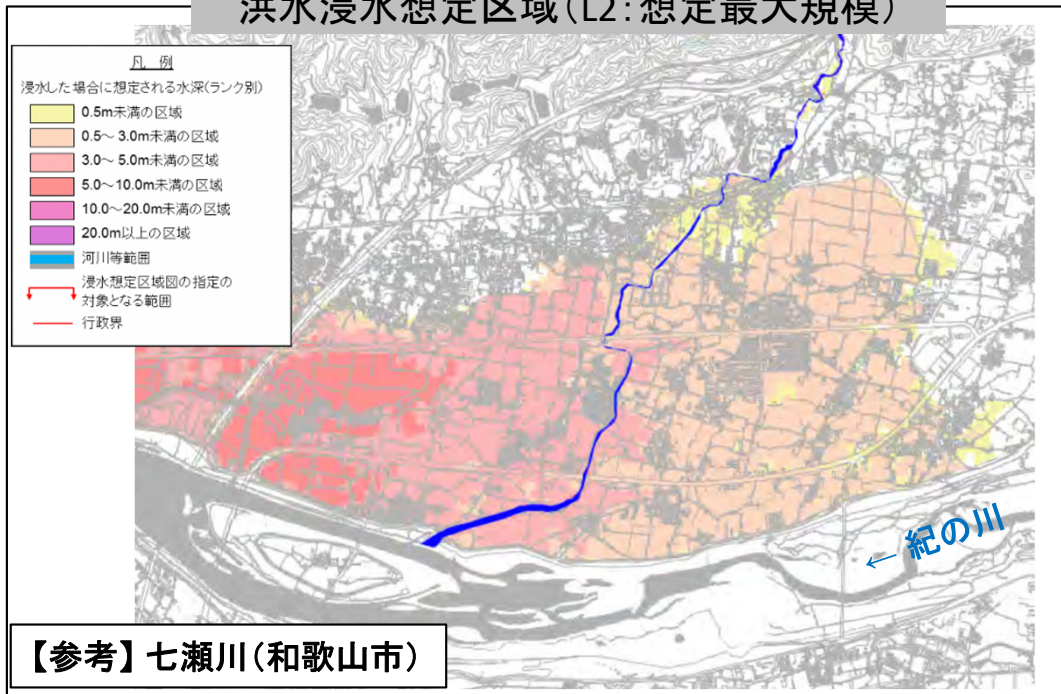 洪水浸水想定区域(L2:想定最大規模)
凡 例
浸水した場合に想定される水深(ランク別)
0.5m未満の区域
0.5～3.0m未満の区域
3.0～5.0m未満の区域
5.0～10.0m未満の区域
10.0～20.0m未満の区域
20.0m以上の区域
河川等範囲
浸水想定区域図の指定の
対象となる範囲
行政界
←紀の川
【参考】七瀬川(和歌山市)